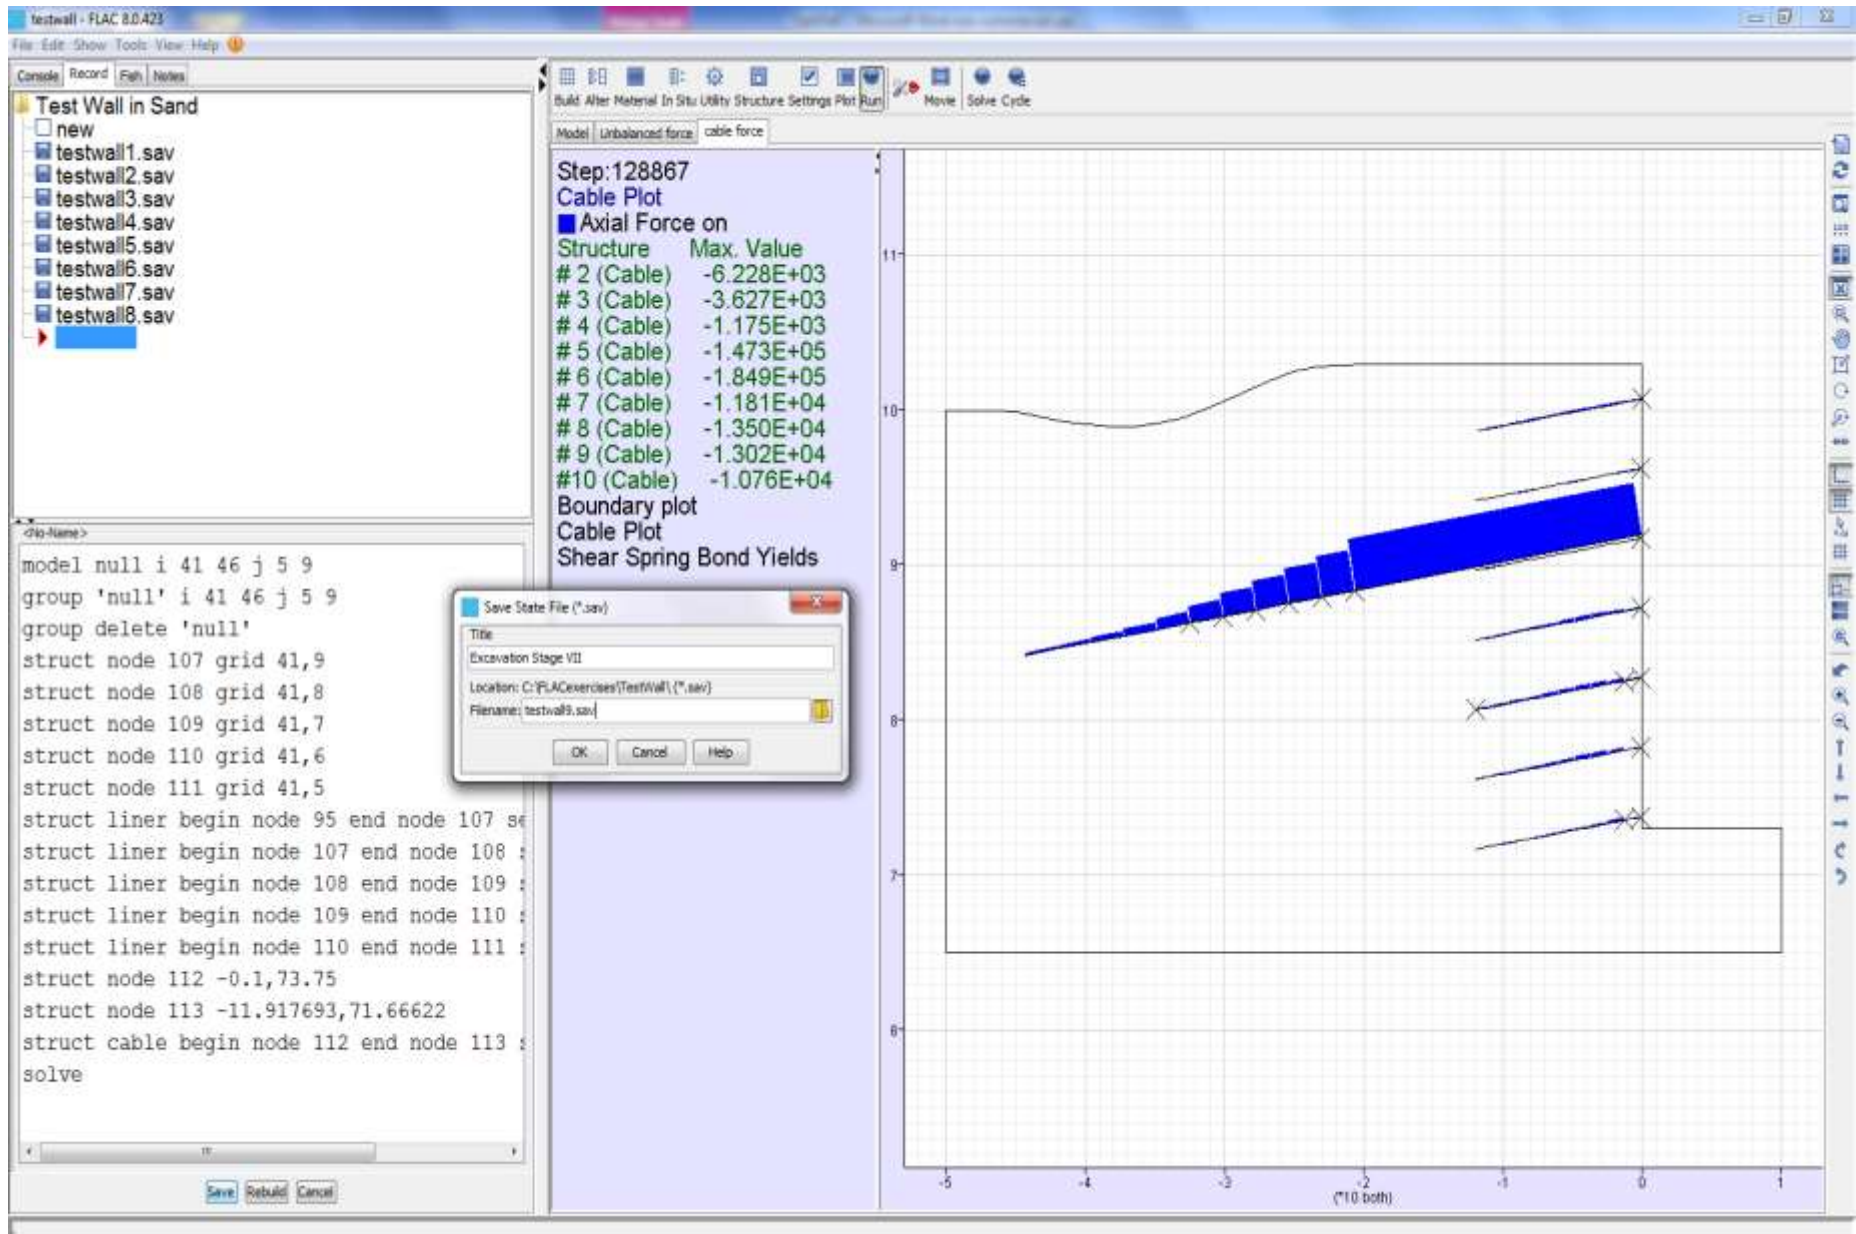 testwall - FLAC 8.0.423
File Edit Show Tools View Help
Console Record Fish Notes
Test Wall in Sand
new
testwall1.sav
testwall2.sav
testwall3.sav
testwall4.sav
testwall5.sav
testwall6.sav
testwall7.sav
testwall8.sav
<No-Name>
model null i 41 46 j 5 9
group 'null' i 41 46 j 5 9
group delete 'null'
struct node 107 grid 41,9
struct node 108 grid 41,8
struct node 109 grid 41,7
struct node 110 grid 41,6
struct node 111 grid 41,5
struct liner begin node 95 end node 107 se
struct liner begin node 107 end node 108 s
struct liner begin node 108 end node 109 s
struct liner begin node 109 end node 110 s
struct liner begin node 110 end node 111 s
struct node 112 -0.1,73.75
struct node 113 -11.917693,71.66622
struct cable begin node 112 end node 113 s
solve
Save Rebuild Cancel
Build Alter Material In Situ Utility Structure Settings Plot Run Movie Solve Cycle
Model Unbalanced force cable force
Step:128867
Cable Plot
Axial Force on
Structure Max. Value
# 2 (Cable) -6.228E+03
# 3 (Cable) -3.627E+03
# 4 (Cable) -1.175E+03
# 5 (Cable) -1.473E+05
# 6 (Cable) -1.849E+05
# 7 (Cable) -1.181E+04
# 8 (Cable) -1.350E+04
# 9 (Cable) -1.302E+04
#10 (Cable) -1.076E+04
Boundary plot
Cable Plot
Shear Spring Bond Yields
Save State File (*.sav)
Title
Excavation Stage VII
Location: C:\FLACexercises\TestWall\ (*.sav)
Filename: testwall9.sav
OK Cancel Help
11
10
9
8
7
6
-5 -4 -3 -2 -1 0 1
(*10 both)